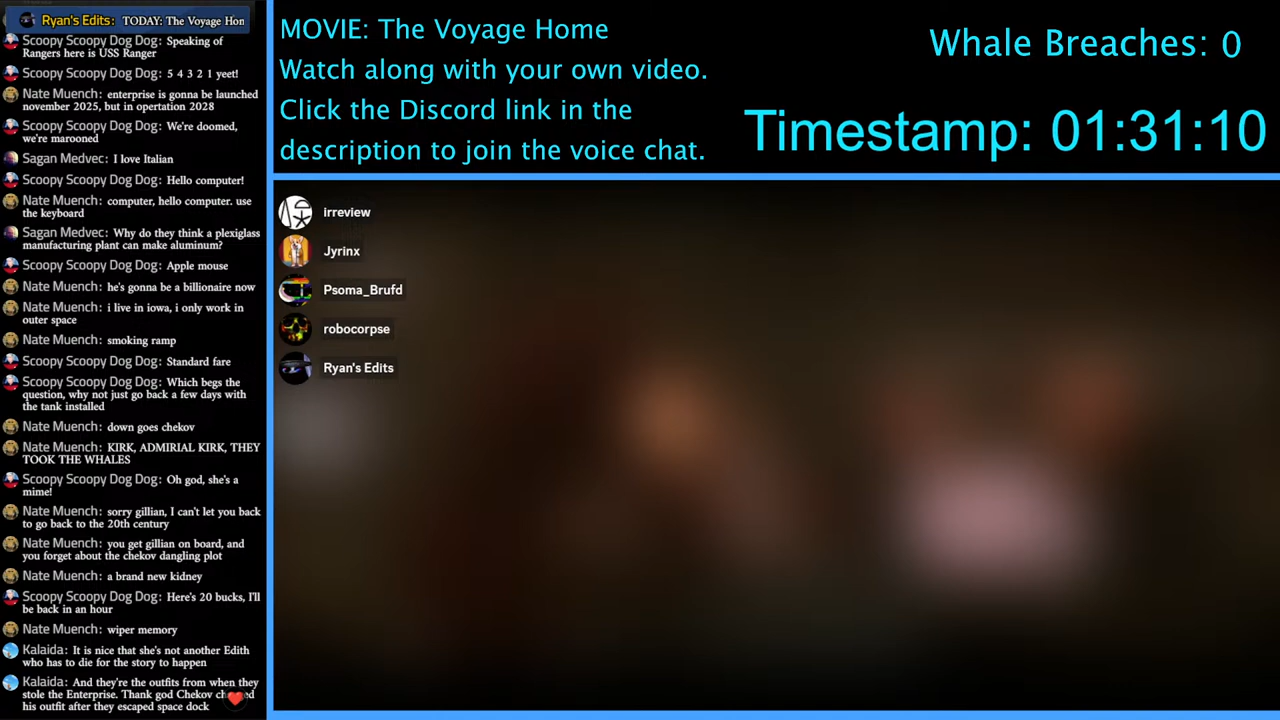 Ryan's Edits: TODAY: The Voyage Hon
Scoopy Scoopy Dog Dog: Speaking of
Rangers here is USS Ranger
Scoopy Scoopy Dog Dog: 5 4 3 2 1 yeet!
Nate Muench: enterprise is gonna be launched
november 2025, but in opertation 2028
Scoopy Scoopy Dog Dog: We're doomed,
we're marooned
Sagan Medvec: I love Italian
Scoopy Scoopy Dog Dog: Hello computer!
Nate Muench: computer, hello computer. use
the keyboard
Sagan Medvec: Why do they think a plexiglass
manufacturing plant can make aluminum?
Scoopy Scoopy Dog Dog: Apple mouse
Nate Muench: he's gonna be a billionaire now
Nate Muench: i live in iowa, i only work in
outer space
Nate Muench: smoking ramp
Scoopy Scoopy Dog Dog: Standard fare
Scoopy Scoopy Dog Dog: Which begs the
question, why not just go back a few days with
the tank installed
Nate Muench: down goes chekov
Nate Muench: KIRK, ADMIRIAL KIRK, THEY
TOOK THE WHALES
Scoopy Scoopy Dog Dog: Oh god, she's a
mime!
Nate Muench: sorry gillian, I can't let you back
to go back to the 20th century
Nate Muench: you get gillian on board, and
you forget about the chekov dangling plot
Nate Muench: a brand new kidney
Scoopy Scoopy Dog Dog: Here's 20 bucks, I'll
be back in an hour
Nate Muench: wiper memory
Kalaida: It is nice that she's not another Edith
who has to die for the story to happen
Kalaida: And they're the outfits from when they
stole the Enterprise. Thank god Chekov
his outfit after they escaped space dock
MOVIE: The Voyage Home
Watch along with your own video.
Click the Discord link in the
description to join the voice chat.
Whale Breaches: 0
Timestamp: 01:31:10
irreview
Jyrinx
Psoma_Brufd
robocorpse
Ryan's Edits